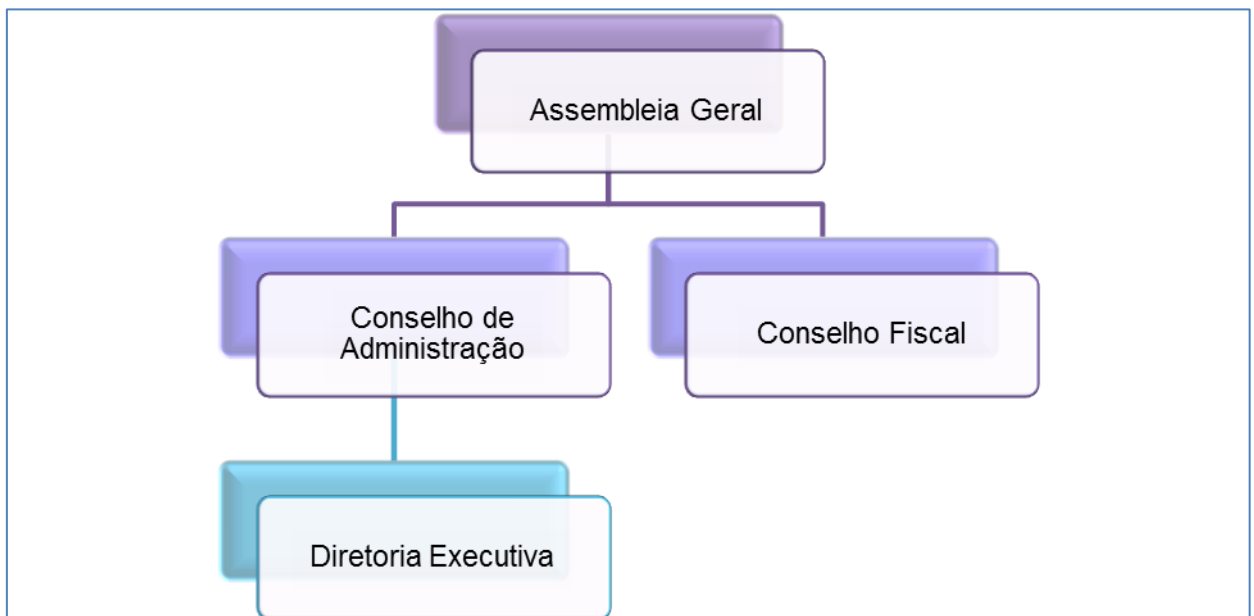 Assembleia Geral
Conselho de
Administração
Conselho Fiscal
Diretoria Executiva